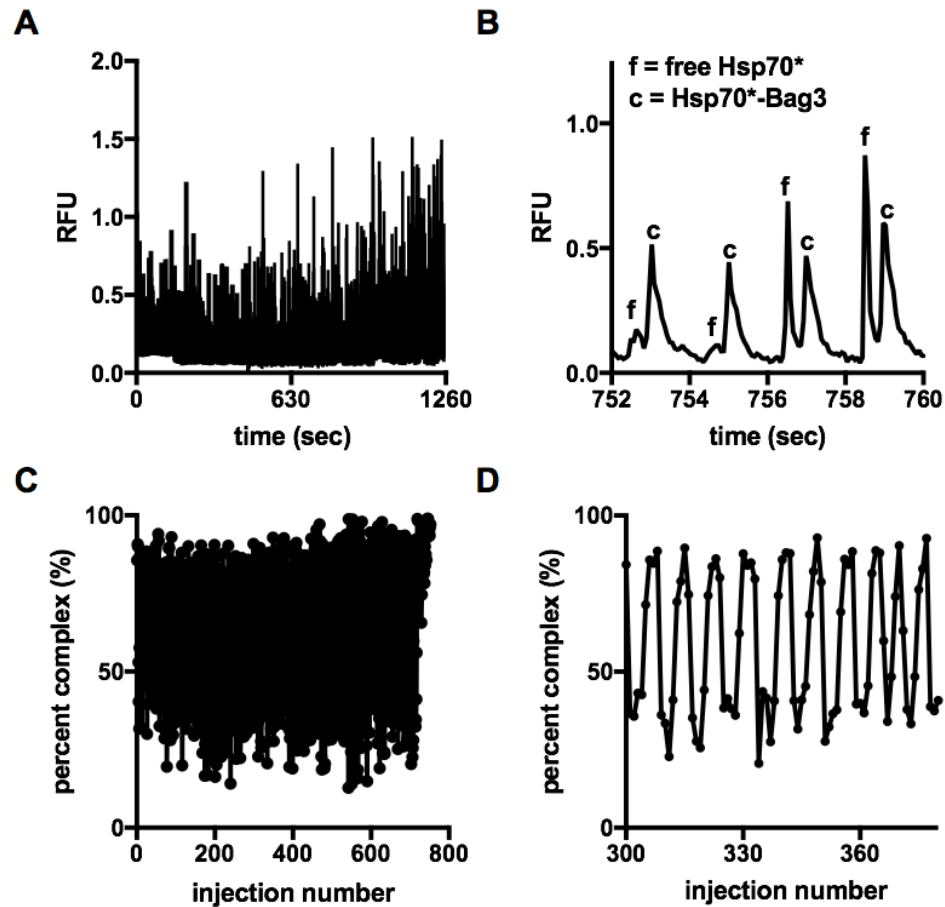 A
RFU
2.0
1.5
1.0
0.5
0.0
0 630 1260
time (sec)
B
f = free Hsp70*
c = Hsp70*-Bag3
RFU
1.0
0.5
0.0
f c f c f c f c
752 754 756 758 760
time (sec)
C
percent complex (%)
100
50
0
0 200 400 600 800
injection number
D
percent complex (%)
100
50
0
300 330 360
injection number